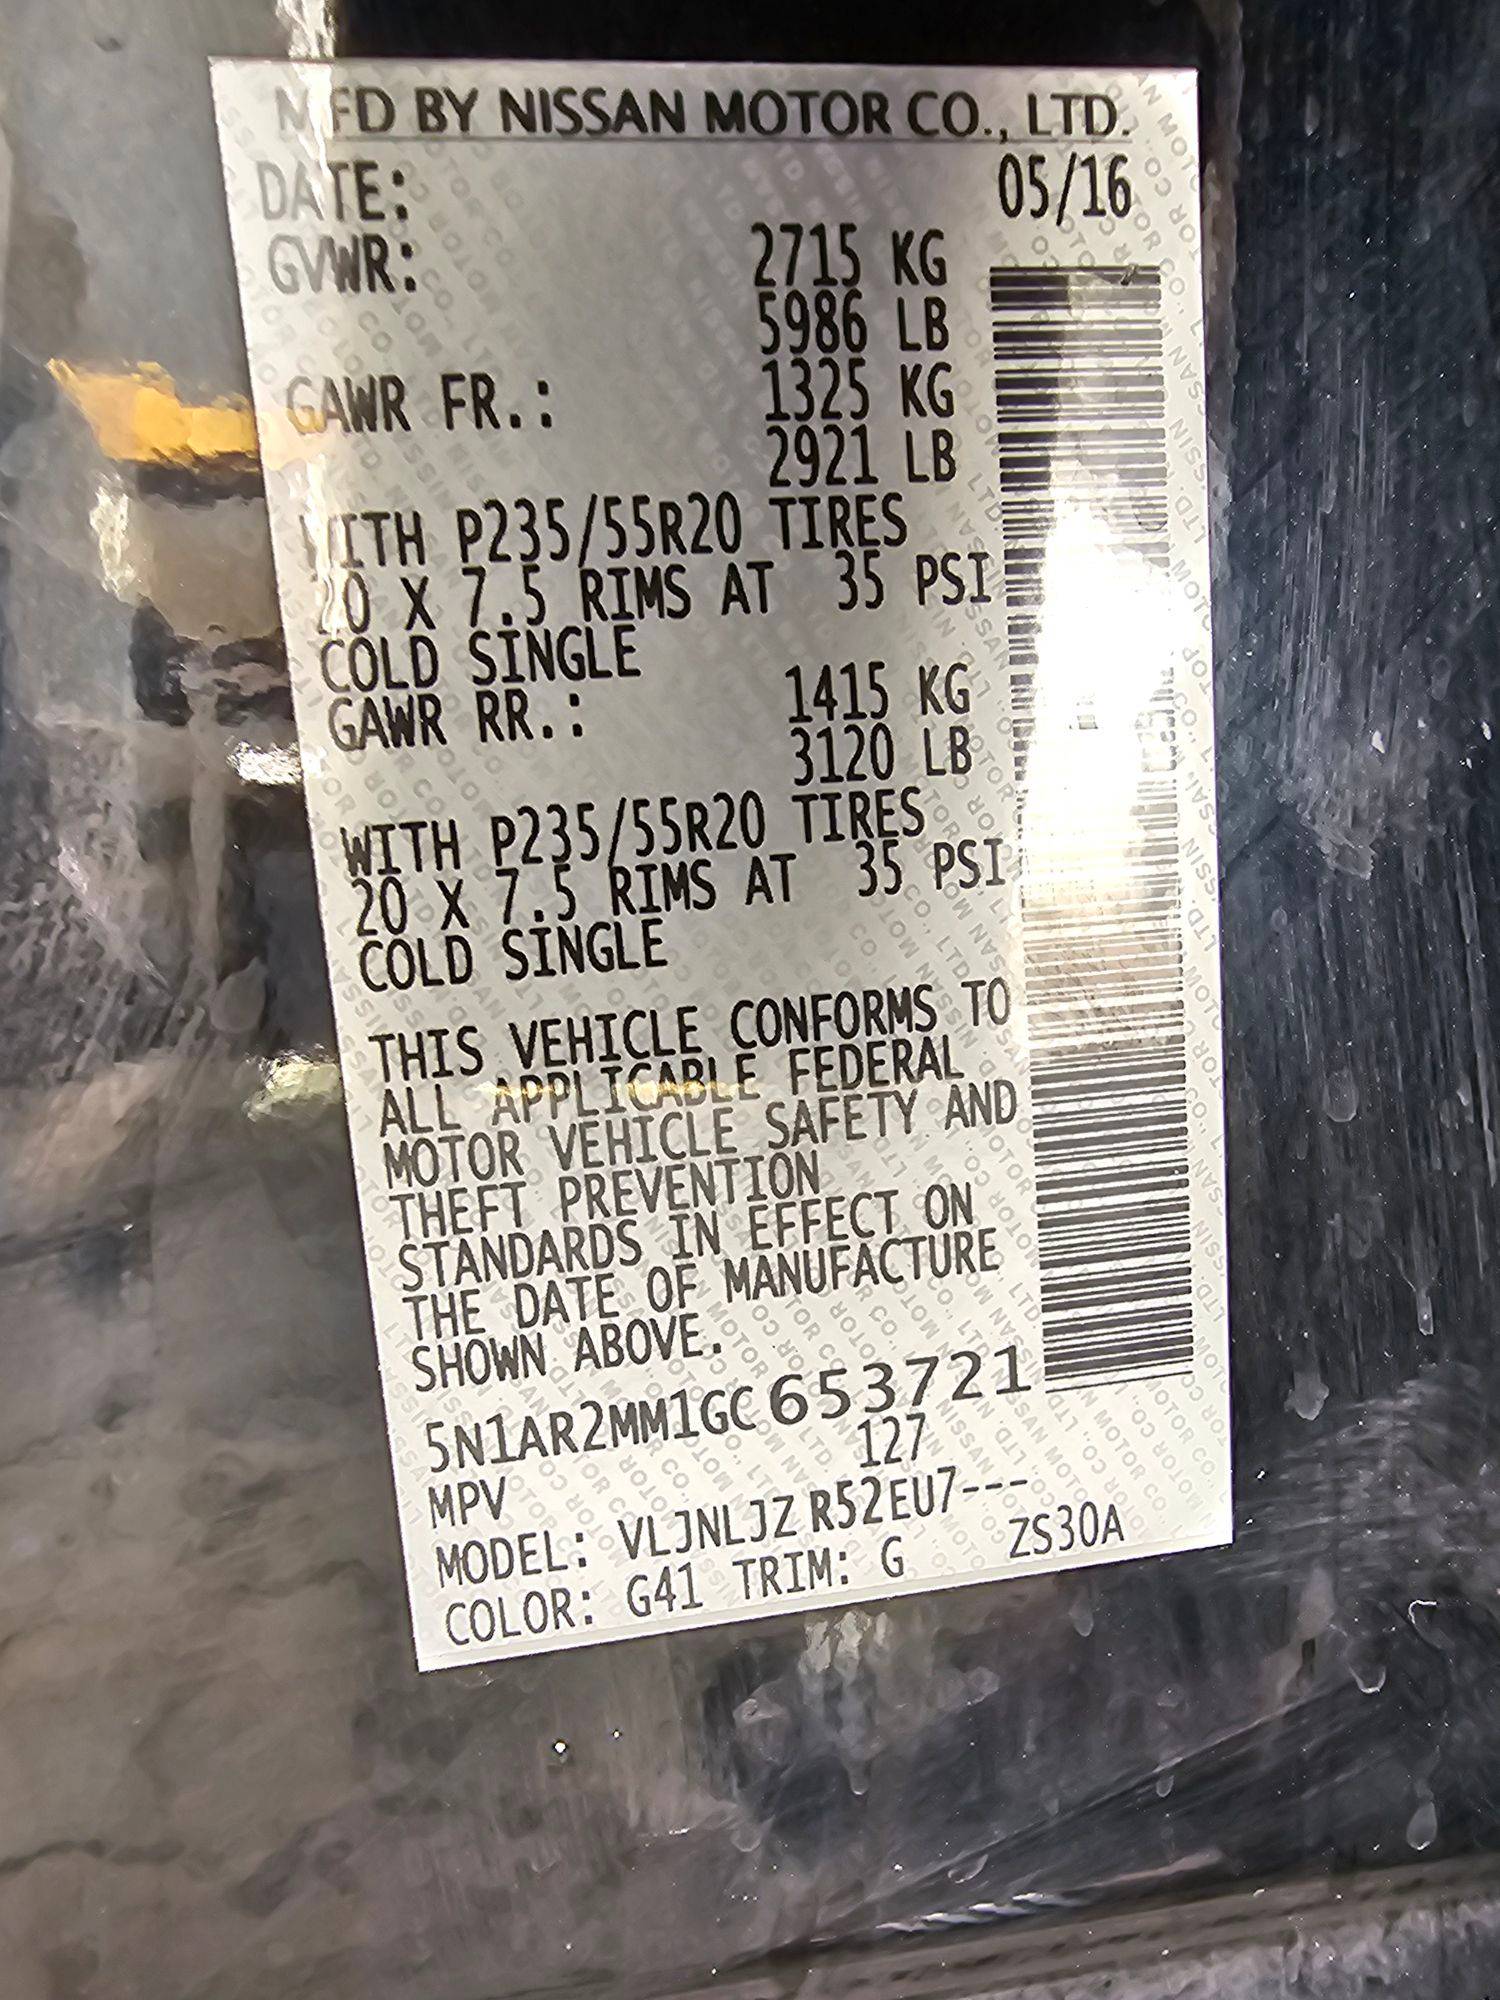 MFD BY NISSAN MOTOR CO., LTD.
DATE: 05/16
GVWR: 2715 KG
5986 LB
GAWR FR.: 1325 KG
2921 LB
WITH P235/55R20 TIRES
20 X 7.5 RIMS AT 35 PSI
COLD SINGLE
GAWR RR.: 1415 KG
3120 LB
WITH P235/55R20 TIRES
20 X 7.5 RIMS AT 35 PSI
COLD SINGLE
THIS VEHICLE CONFORMS TO
ALL APPLICABLE FEDERAL
MOTOR VEHICLE SAFETY AND
THEFT PREVENTION
STANDARDS IN EFFECT ON
THE DATE OF MANUFACTURE
SHOWN ABOVE.
5N1AR2MM1GC653721
MPV 127
MODEL: VLJNLJZ R52EU7---
COLOR: G41 TRIM: G ZS30A